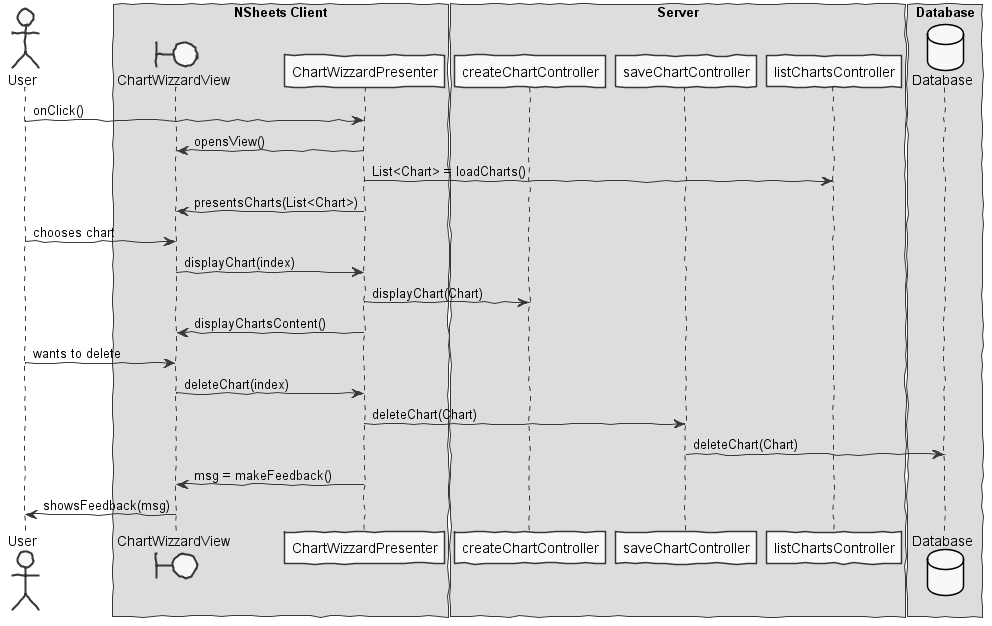 NSheets Client
Server
Database
User
ChartWizzardView
ChartWizzardPresenter
createChartController
saveChartController
listChartsController
Database
onClick()
opensView()
List<Chart> = loadCharts()
presentsCharts(List<Chart>)
chooses chart
displayChart(index)
displayChart(Chart)
displayChartsContent()
wants to delete
deleteChart(index)
deleteChart(Chart)
deleteChart(Chart)
msg = makeFeedback()
showsFeedback(msg)
User
ChartWizzardView
ChartWizzardPresenter
createChartController
saveChartController
listChartsController
Database